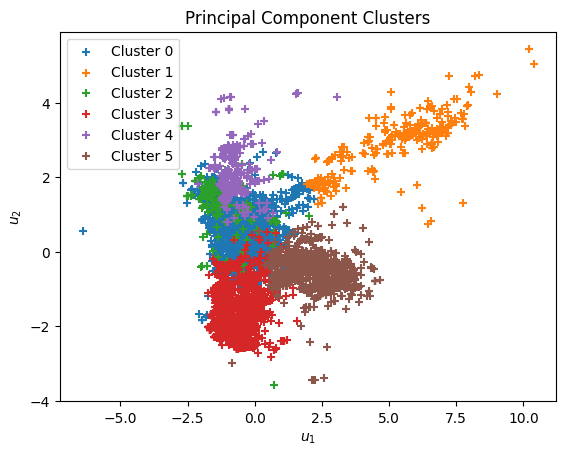 Principal Component Clusters
Cluster 0
Cluster 1
Cluster 2
Cluster 3
Cluster 4
Cluster 5
4
2
0
−2
−4
u₂
−5.0
−2.5
0.0
2.5
5.0
7.5
10.0
u₁